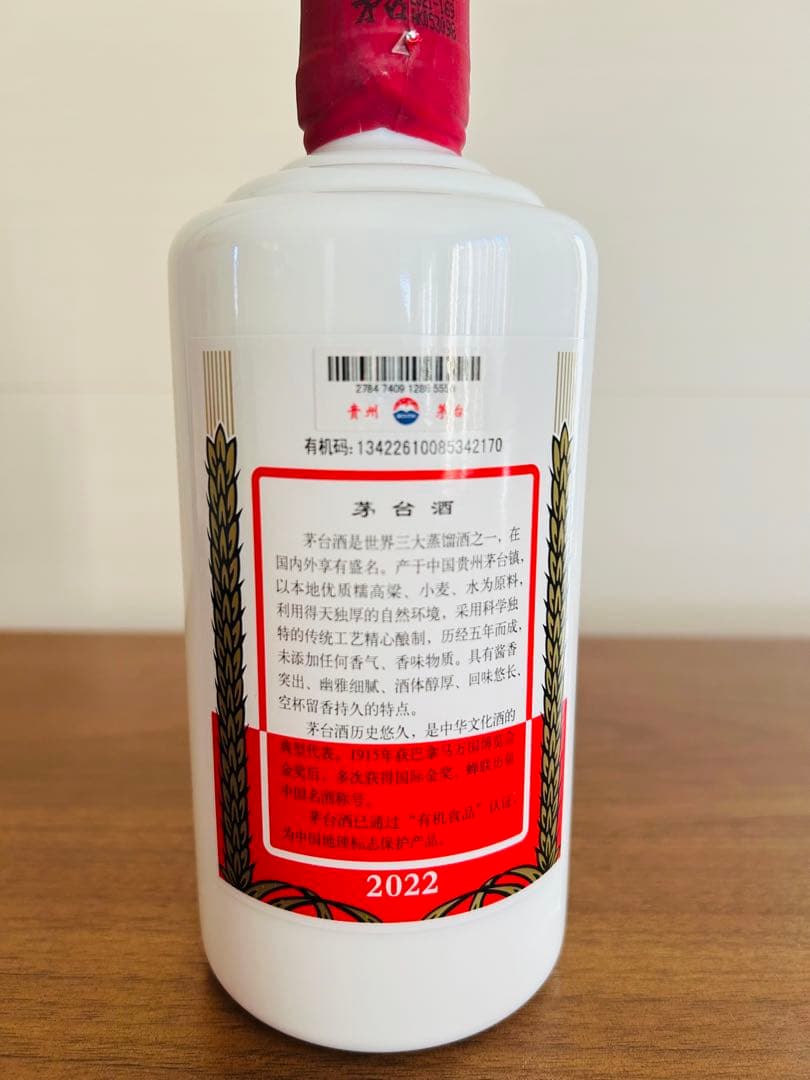 2784 7409 1286 555
贵州 茅台
有机码:13422610085342170
茅台酒
茅台酒是世界三大蒸馏酒之一,在
国内外享有盛名。产于中国贵州茅台镇,
以本地优质糯高粱、小麦、水为原料,
利用得天独厚的自然环境,采用科学独
特的传统工艺精心酿制,历经五年而成,
未添加任何香气、香味物质。具有酱香
突出、幽雅细腻、酒体醇厚、回味悠长、
空杯留香持久的特点。
茅台酒历史悠久,是中华文化酒的
典型代表。1915年获巴拿马万国博览会
金奖后,多次获得国际金奖,蝉联历届
中国名酒称号。
茅台酒已通过“有机食品”认证,
为中国地理标志保护产品。
2022